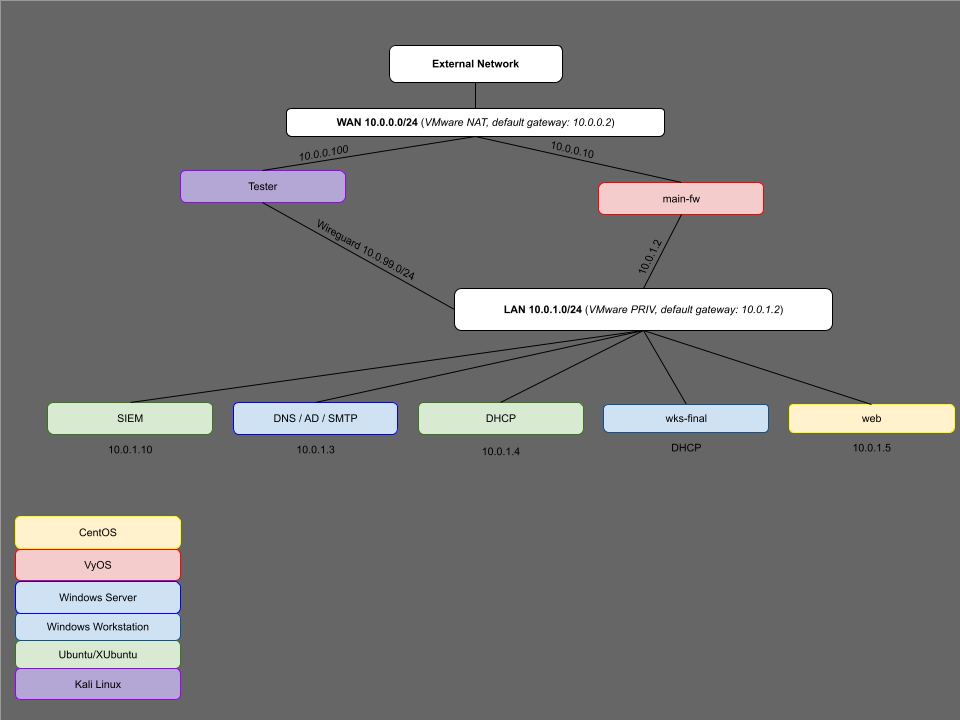 External Network
WAN 10.0.0.0/24 (VMware NAT, default gateway: 10.0.0.2)
10.0.0.100
10.0.0.10
Tester
main-fw
Wireguard 10.0.99.0/24
10.0.1.2
LAN 10.0.1.0/24 (VMware PRIV, default gateway: 10.0.1.2)
SIEM
DNS / AD / SMTP
DHCP
wks-final
web
10.0.1.10
10.0.1.3
10.0.1.4
DHCP
10.0.1.5
CentOS
VyOS
Windows Server
Windows Workstation
Ubuntu/XUbuntu
Kali Linux